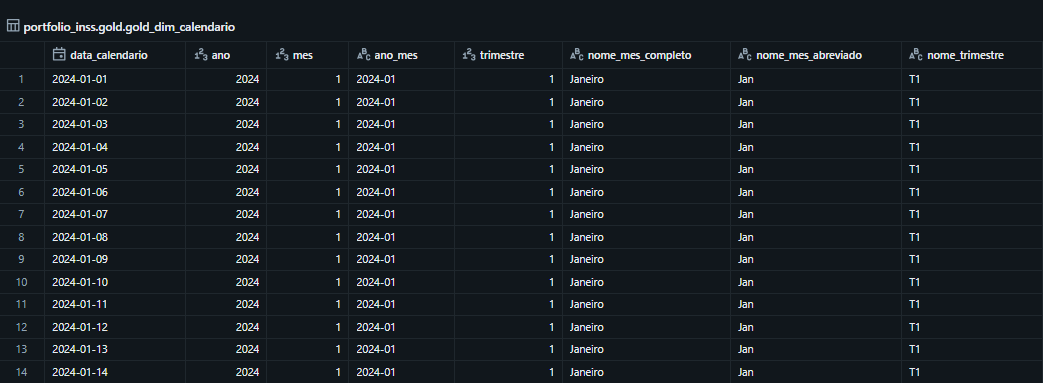 portfolio_inss.gold.gold_dim_calendario
data_calendario 1²3 ano 1²3 mes ABC ano_mes 1²3 trimestre ABC nome_mes_completo ABC nome_mes_abreviado ABC nome_trimestre
1 2024-01-01 2024 1 2024-01 1 Janeiro Jan T1
2 2024-01-02 2024 1 2024-01 1 Janeiro Jan T1
3 2024-01-03 2024 1 2024-01 1 Janeiro Jan T1
4 2024-01-04 2024 1 2024-01 1 Janeiro Jan T1
5 2024-01-05 2024 1 2024-01 1 Janeiro Jan T1
6 2024-01-06 2024 1 2024-01 1 Janeiro Jan T1
7 2024-01-07 2024 1 2024-01 1 Janeiro Jan T1
8 2024-01-08 2024 1 2024-01 1 Janeiro Jan T1
9 2024-01-09 2024 1 2024-01 1 Janeiro Jan T1
10 2024-01-10 2024 1 2024-01 1 Janeiro Jan T1
11 2024-01-11 2024 1 2024-01 1 Janeiro Jan T1
12 2024-01-12 2024 1 2024-01 1 Janeiro Jan T1
13 2024-01-13 2024 1 2024-01 1 Janeiro Jan T1
14 2024-01-14 2024 1 2024-01 1 Janeiro Jan T1